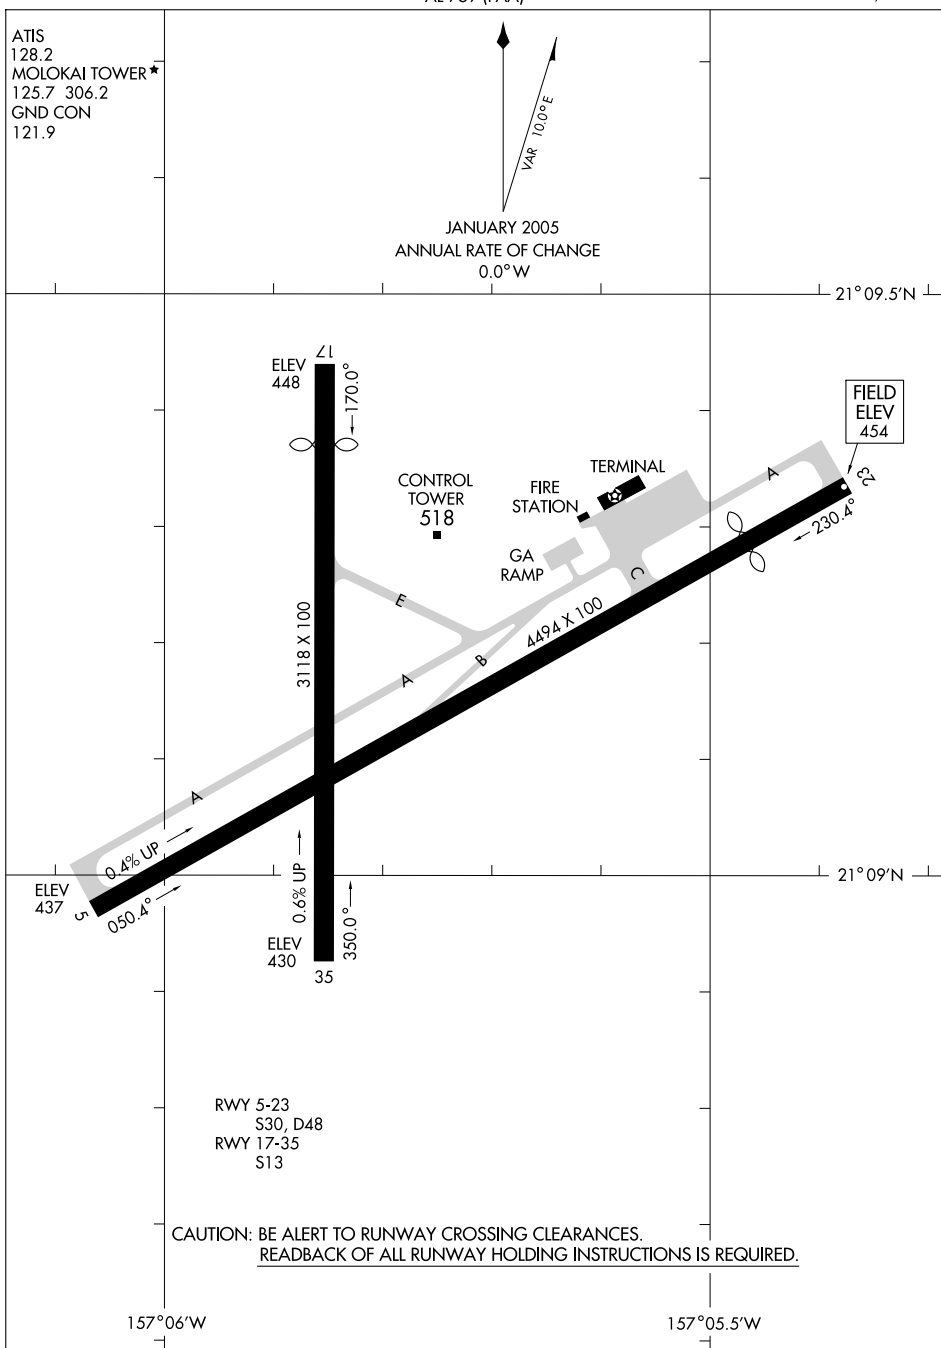 ATIS
128.2
MOLOKAI TOWER★
125.7 306.2
GND CON
121.9
VAR 10.0° E
JANUARY 2005
ANNUAL RATE OF CHANGE
0.0° W
21° 09.5'N
17
ELEV
448
170.0°
FIELD
ELEV
454
CONTROL
TOWER
518
FIRE
STATION
TERMINAL
A
23
230.4°
GA
RAMP
C
E
4494 X 100
3118 X 100
B
A
A
0.4% UP
0.6% UP
21° 09'N
ELEV
437
5
050.4°
350.0°
ELEV
430
35
RWY 5-23
S30, D48
RWY 17-35
S13
CAUTION: BE ALERT TO RUNWAY CROSSING CLEARANCES.
READBACK OF ALL RUNWAY HOLDING INSTRUCTIONS IS REQUIRED.
157° 06'W
157° 05.5'W